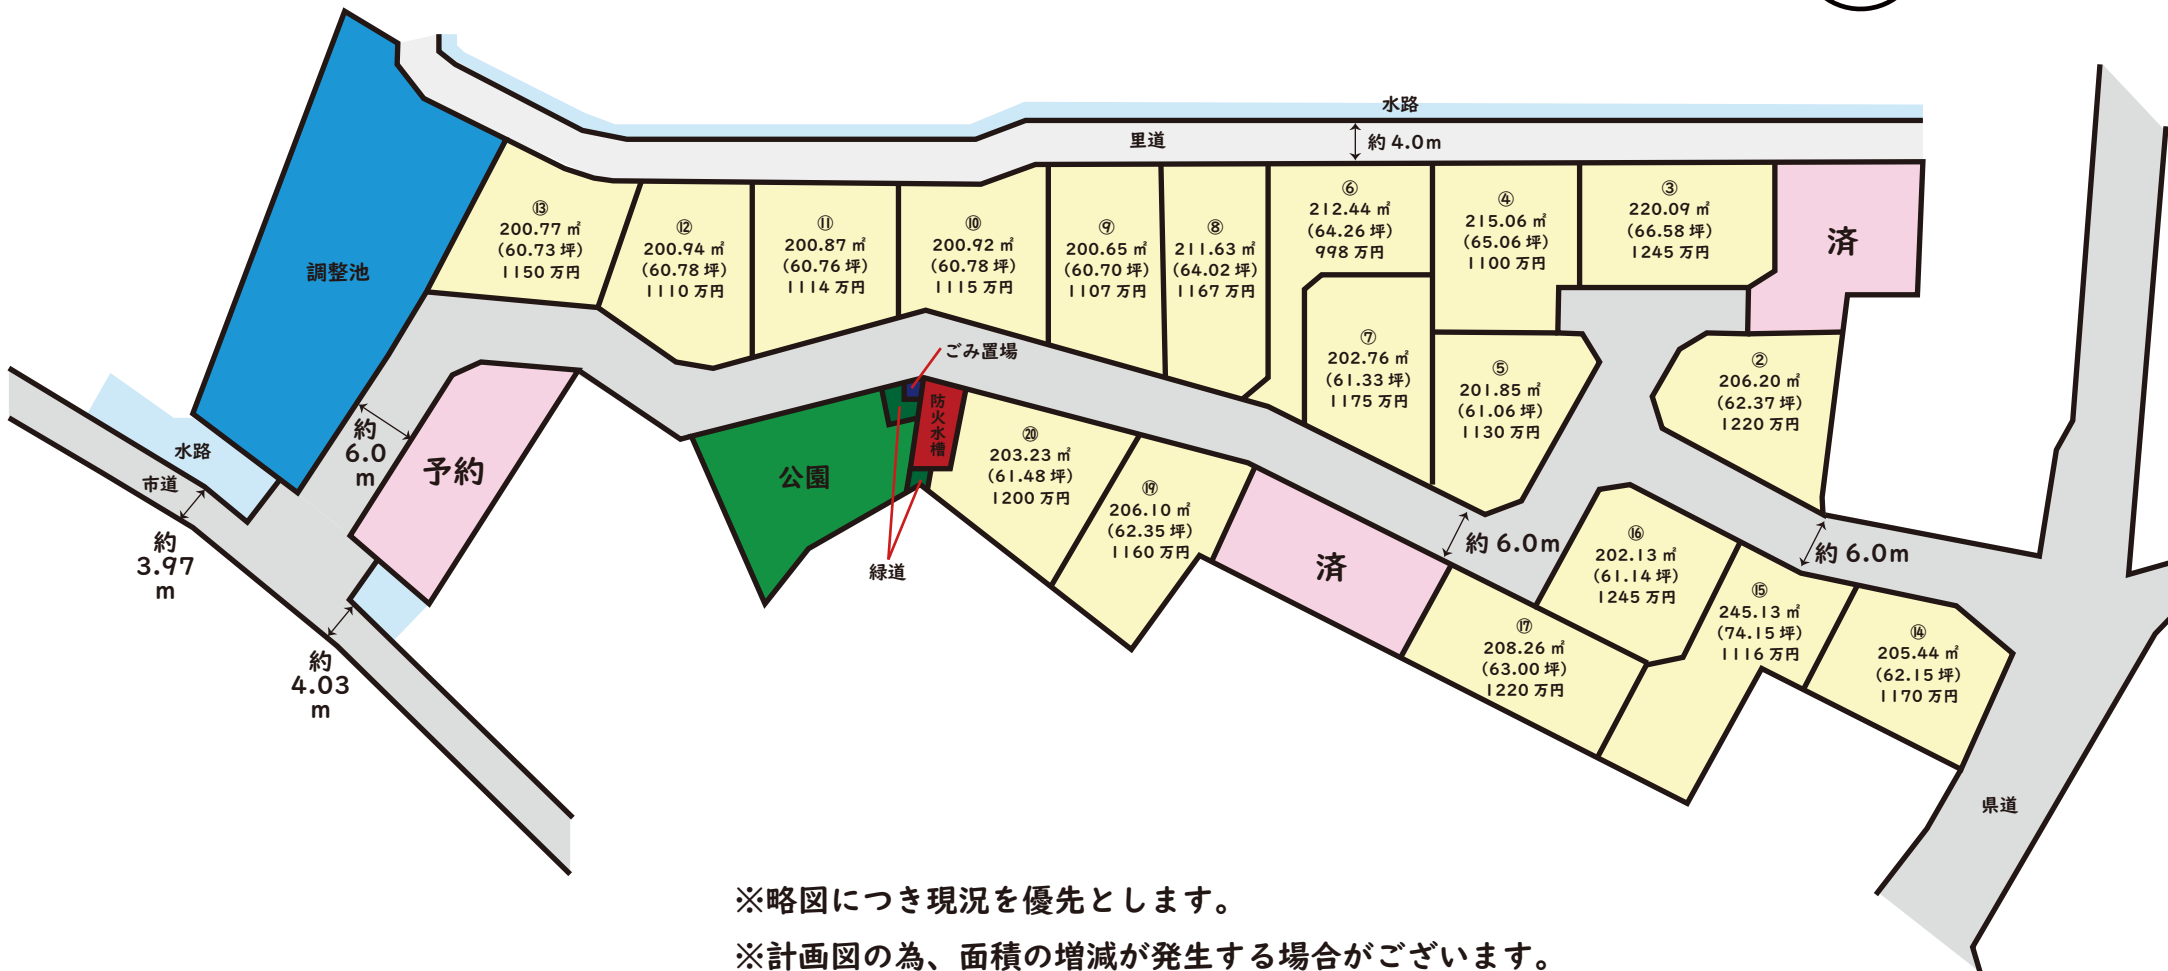 水路
里道
約 4.0m
⑬
200.77 ㎡
(60.73 坪)
1150 万円
⑫
200.94 ㎡
(60.78 坪)
1110 万円
⑪
200.87 ㎡
(60.76 坪)
1114 万円
⑩
200.92 ㎡
(60.78 坪)
1115 万円
⑨
200.65 ㎡
(60.70 坪)
1107 万円
⑧
211.63 ㎡
(64.02 坪)
1167 万円
⑥
212.44 ㎡
(64.26 坪)
998 万円
④
215.06 ㎡
(65.06 坪)
1100 万円
③
220.09 ㎡
(66.58 坪)
1245 万円
済
調整池
⑦
202.76 ㎡
(61.33 坪)
1175 万円
⑤
201.85 ㎡
(61.06 坪)
1130 万円
②
206.20 ㎡
(62.37 坪)
1220 万円
ごみ置場
防火水槽
水路
市道
約
6.0
m
予約
公園
緑道
⑳
203.23 ㎡
(61.48 坪)
1200 万円
⑲
206.10 ㎡
(62.35 坪)
1160 万円
済
約 6.0m
約 6.0m
⑯
202.13 ㎡
(61.14 坪)
1245 万円
⑮
245.13 ㎡
(74.15 坪)
1116 万円
⑰
208.26 ㎡
(63.00 坪)
1220 万円
⑭
205.44 ㎡
(62.15 坪)
1170 万円
約
3.97
m
約
4.03
m
県道
※略図につき現況を優先とします。
※計画図の為、面積の増減が発生する場合がございます。